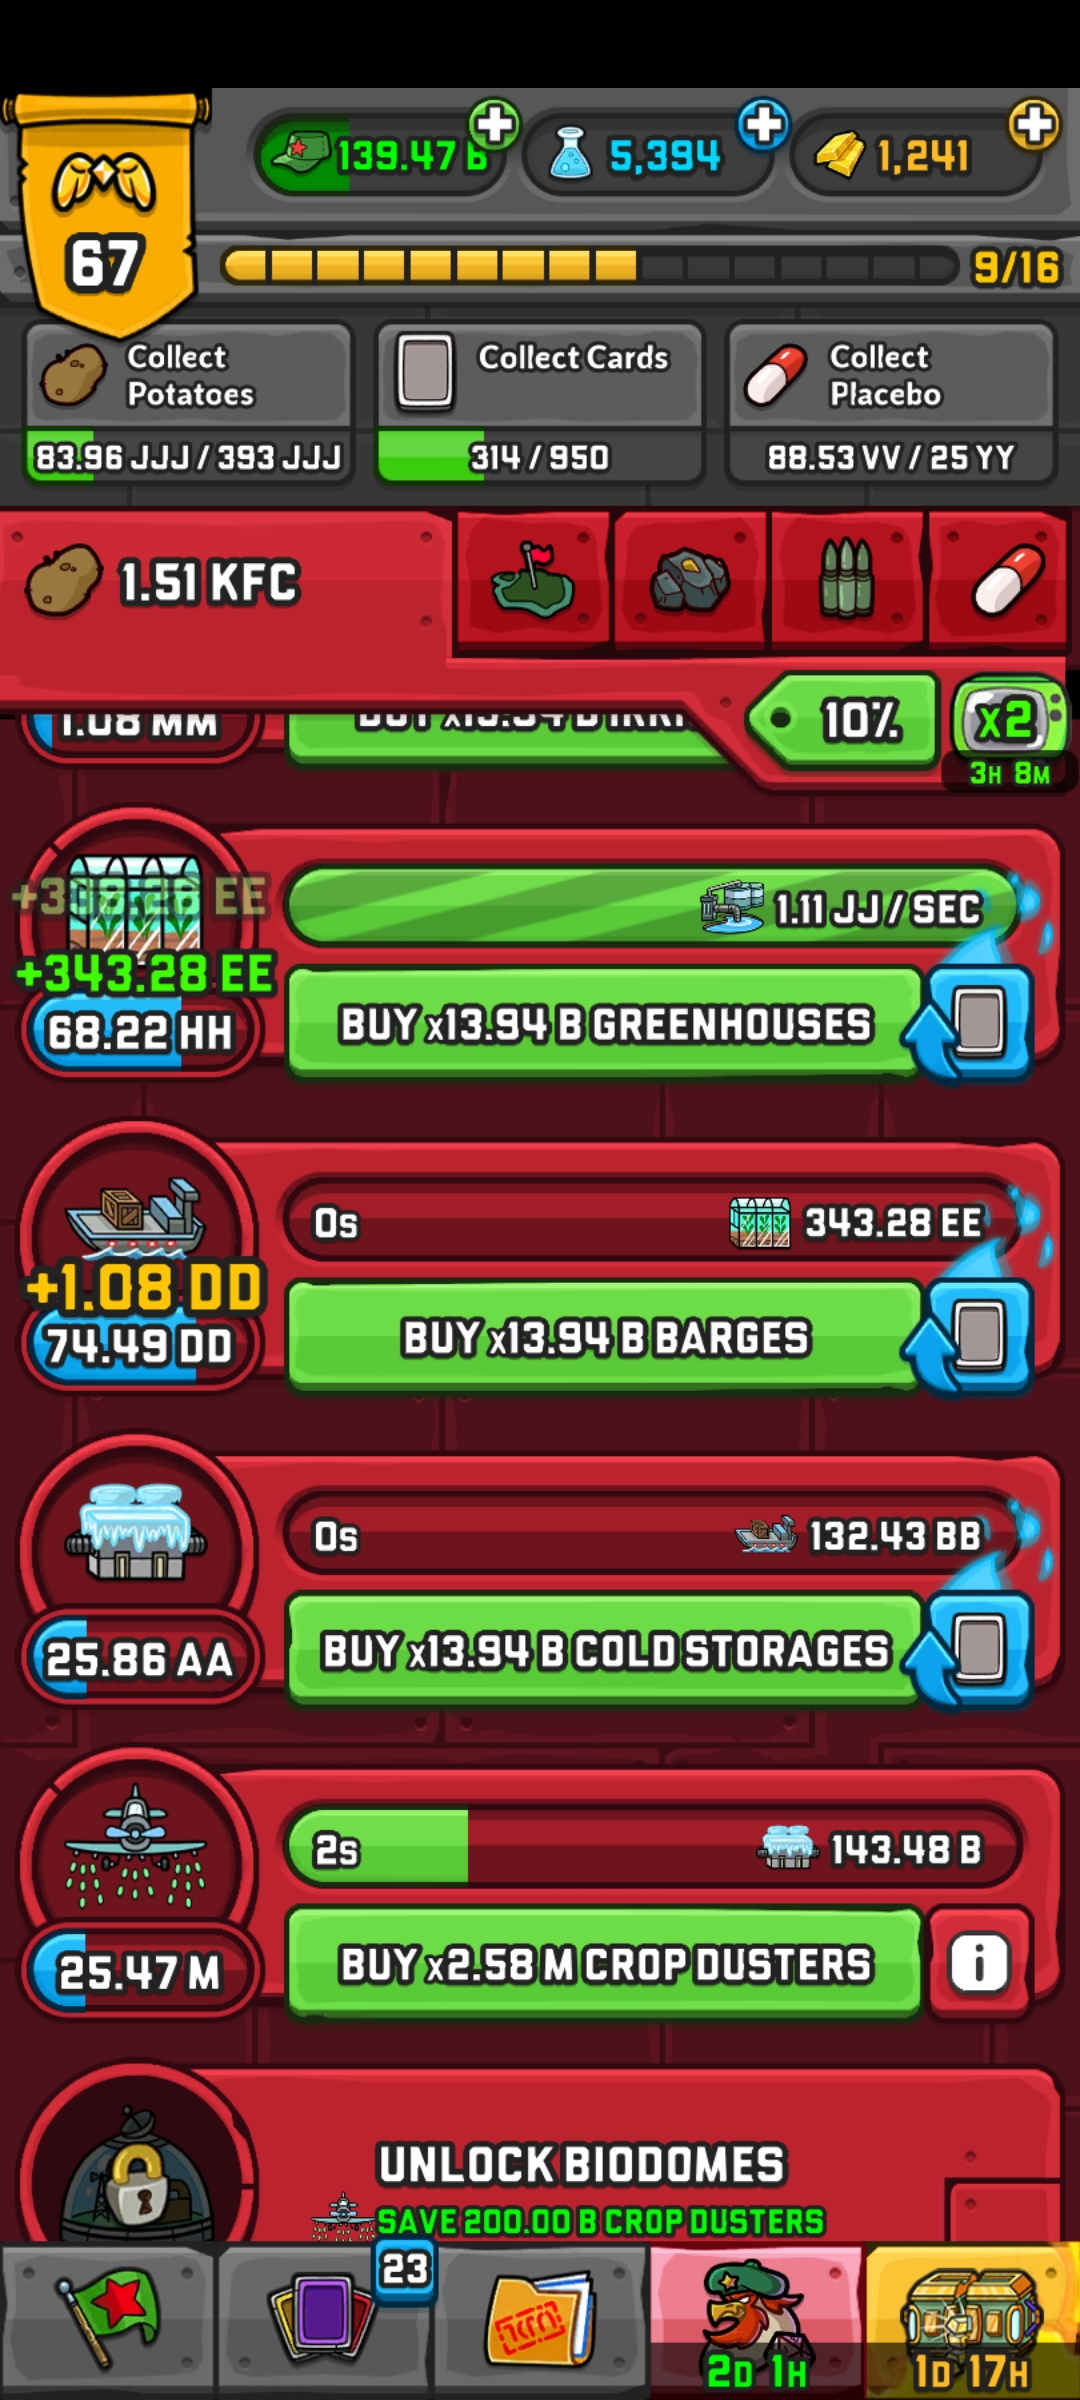 139.47 B
5,394
1,241
67
9/16
Collect
Potatoes
83.96 JJJ / 393 JJJ
Collect Cards
314 / 950
Collect
Placebo
88.53 VV / 25 YY
1.51 KFC
10%
x2
3H 8M
1.08 MM
+343.28 EE
1.11 JJ / SEC
68.22 HH
BUY x13.94 B GREENHOUSES
0s
343.28 EE
+1.08 DD
74.49 DD
BUY x13.94 B BARGES
0s
132.43 BB
25.86 AA
BUY x13.94 B COLD STORAGES
2s
143.48 B
25.47 M
BUY x2.58 M CROP DUSTERS
i
UNLOCK BIODOMES
SAVE 200.00 B CROP DUSTERS
23
2D 1H
1D 17H